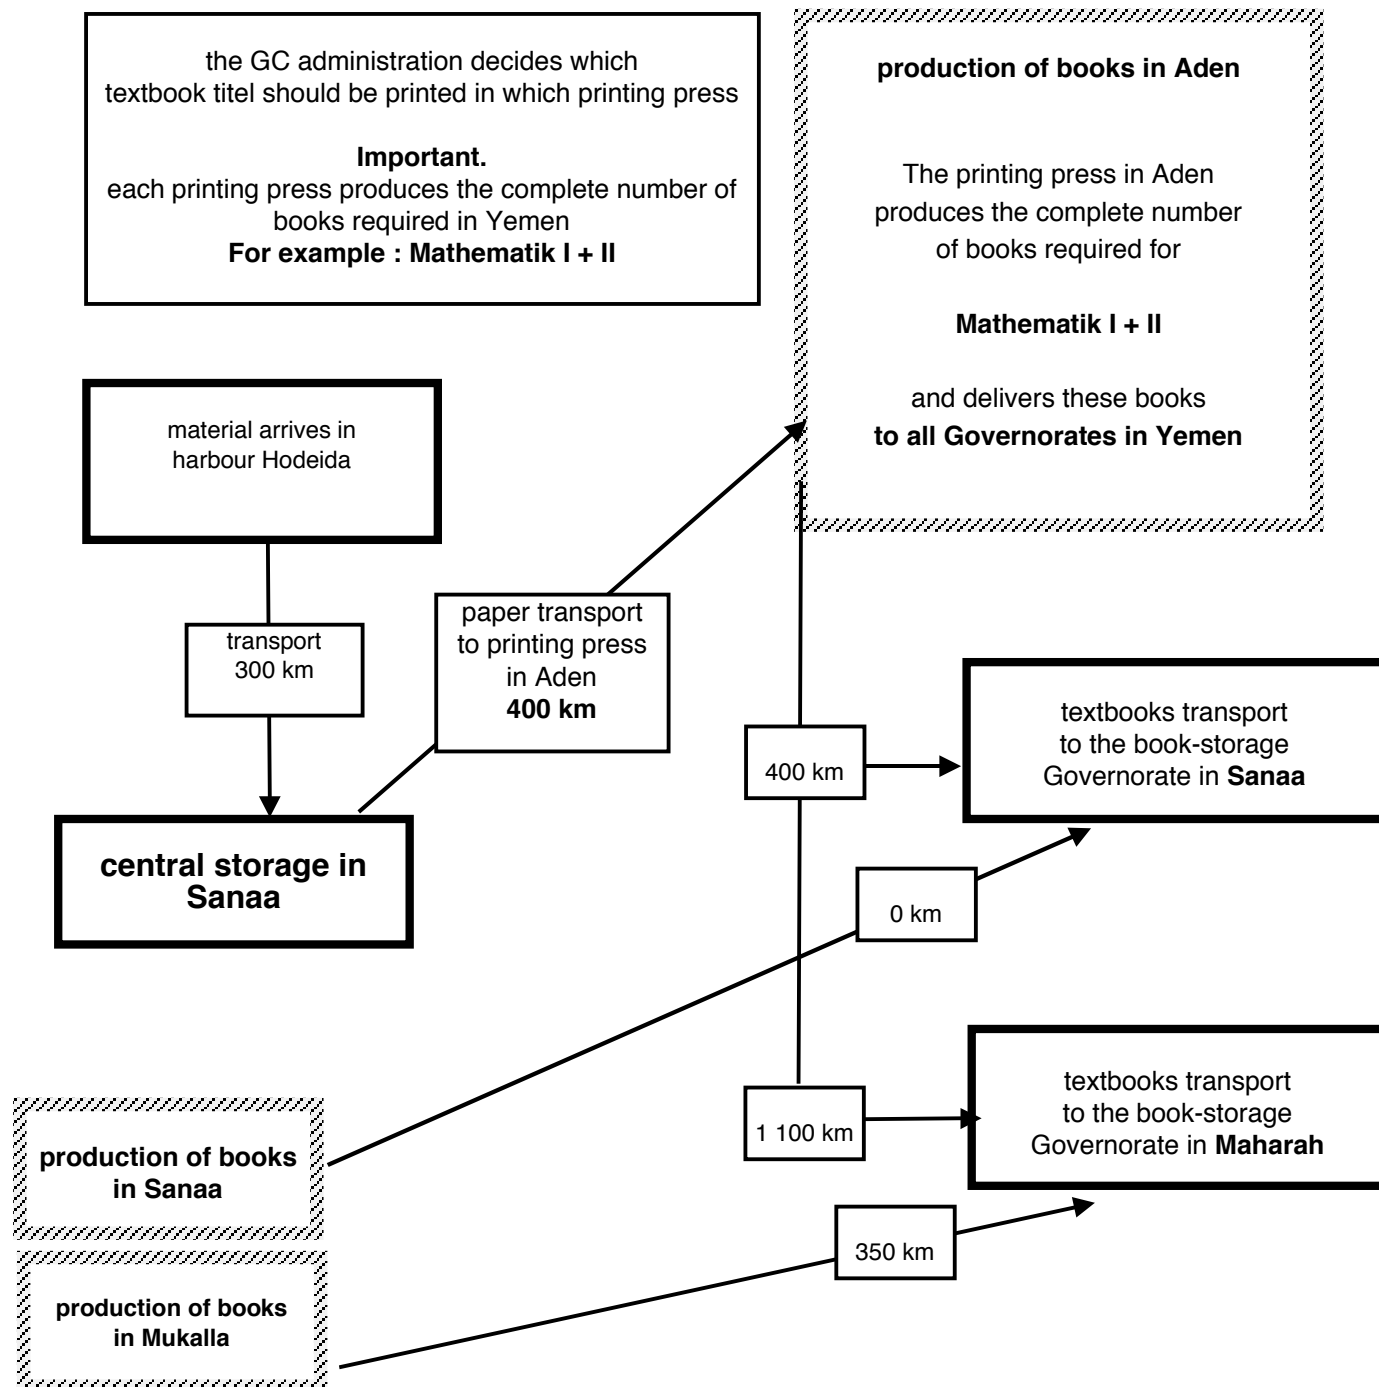 the GC administration decides which
textbook titel should be printed in which printing press
Important.
each printing press produces the complete number of
books required in Yemen
For example : Mathematik I + II
production of books in Aden
The printing press in Aden
produces the complete number
of books required for
Mathematik I + II
and delivers these books
to all Governorates in Yemen
material arrives in
harbour Hodeida
transport
300 km
paper transport
to printing press
in Aden
400 km
central storage in
Sanaa
400 km
textbooks transport
to the book-storage
Governorate in Sanaa
0 km
1 100 km
textbooks transport
to the book-storage
Governorate in Maharah
production of books
in Sanaa
350 km
production of books
in Mukalla